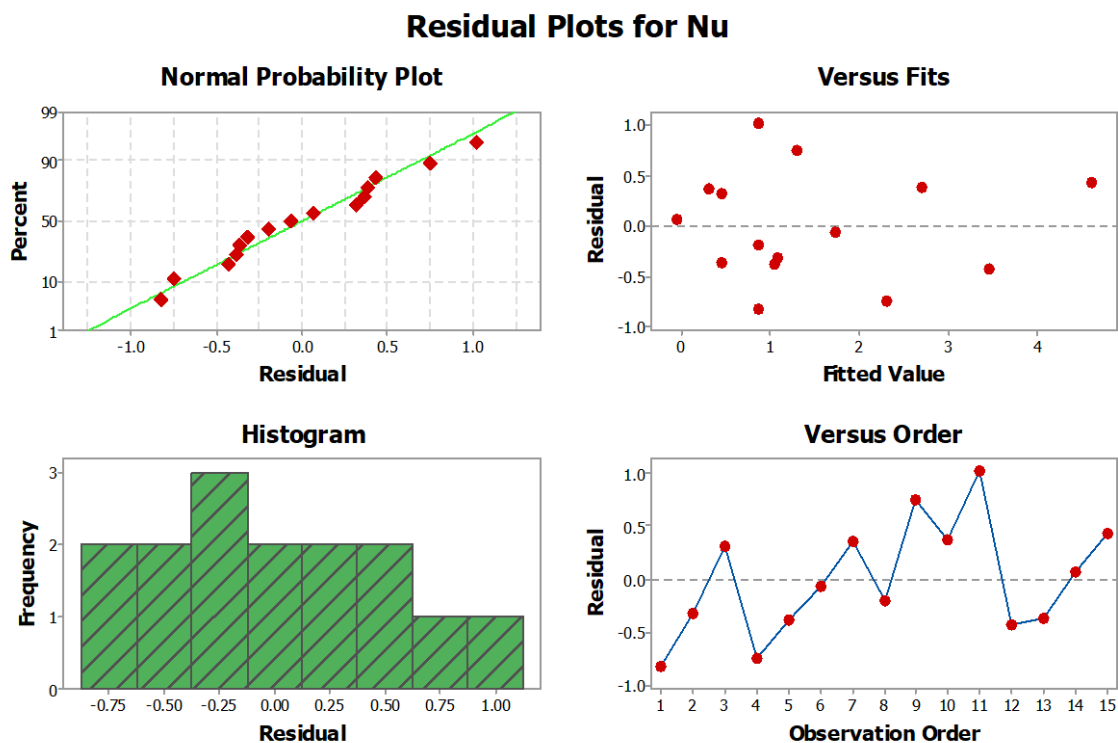 Residual Plots for Nu
Normal Probability Plot
99
90
50
10
1
Percent
-1.0 -0.5 0.0 0.5 1.0
Residual
Versus Fits
1.0
0.5
0.0
-0.5
-1.0
Residual
0 1 2 3 4
Fitted Value
Histogram
3
2
1
0
Frequency
-0.75 -0.50 -0.25 0.00 0.25 0.50 0.75 1.00
Residual
Versus Order
1.0
0.5
0.0
-0.5
-1.0
Residual
1 2 3 4 5 6 7 8 9 10 11 12 13 14 15
Observation Order